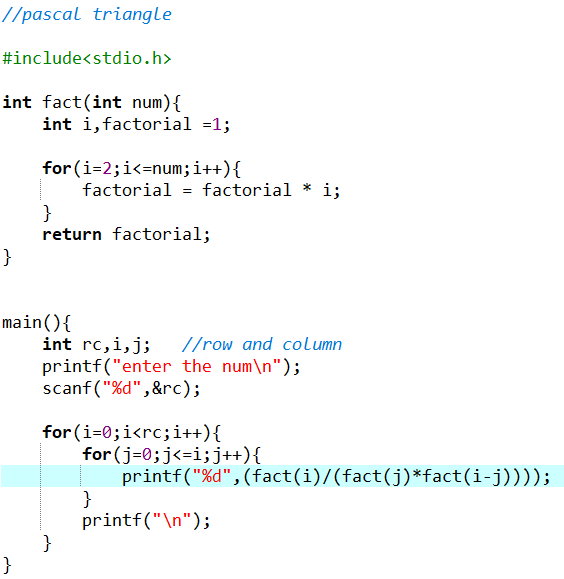 //pascal triangle
#include<stdio.h>
int fact(int num){
    int i,factorial =1;
    for(i=2;i<=num;i++){
        factorial = factorial * i;
    }
    return factorial;
}
main(){
    int rc,i,j;   //row and column
    printf("enter the num\n");
    scanf("%d",&rc);
    for(i=0;i<rc;i++){
        for(j=0;j<=i;j++){
            printf("%d",(fact(i)/(fact(j)*fact(i-j))));
        }
        printf("\n");
    }
}